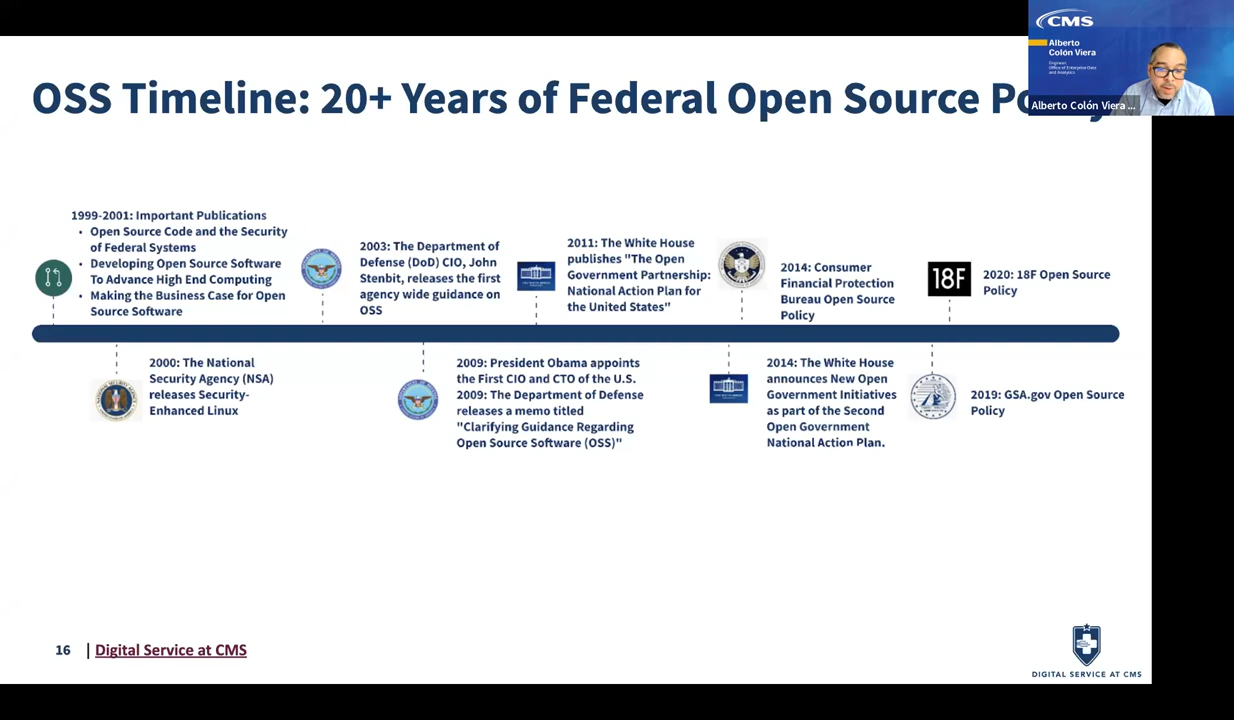 OSS Timeline: 20+ Years of Federal Open Source
CMS
Alberto
Colón Viera
Engineer,
Office of Enterprise Data
and Analytics
Alberto Colón Viera ...
1999-2001: Important Publications
• Open Source Code and the Security
of Federal Systems
• Developing Open Source Software
To Advance High End Computing
• Making the Business Case for Open
Source Software
2003: The Department of
Defense (DoD) CIO, John
Stenbit, releases the first
agency wide guidance on
OSS
2011: The White House
publishes "The Open
Government Partnership:
National Action Plan for
the United States"
2014: Consumer
Financial Protection
Bureau Open Source
Policy
18F
2020: 18F Open Source
Policy
2000: The National
Security Agency (NSA)
releases Security-
Enhanced Linux
2009: President Obama appoints
the First CIO and CTO of the U.S.
2009: The Department of Defense
releases a memo titled
"Clarifying Guidance Regarding
Open Source Software (OSS)"
2014: The White House
announces New Open
Government Initiatives
as part of the Second
Open Government
National Action Plan.
2019: GSA.gov Open Source
Policy
16 | Digital Service at CMS
DIGITAL SERVICE AT CMS